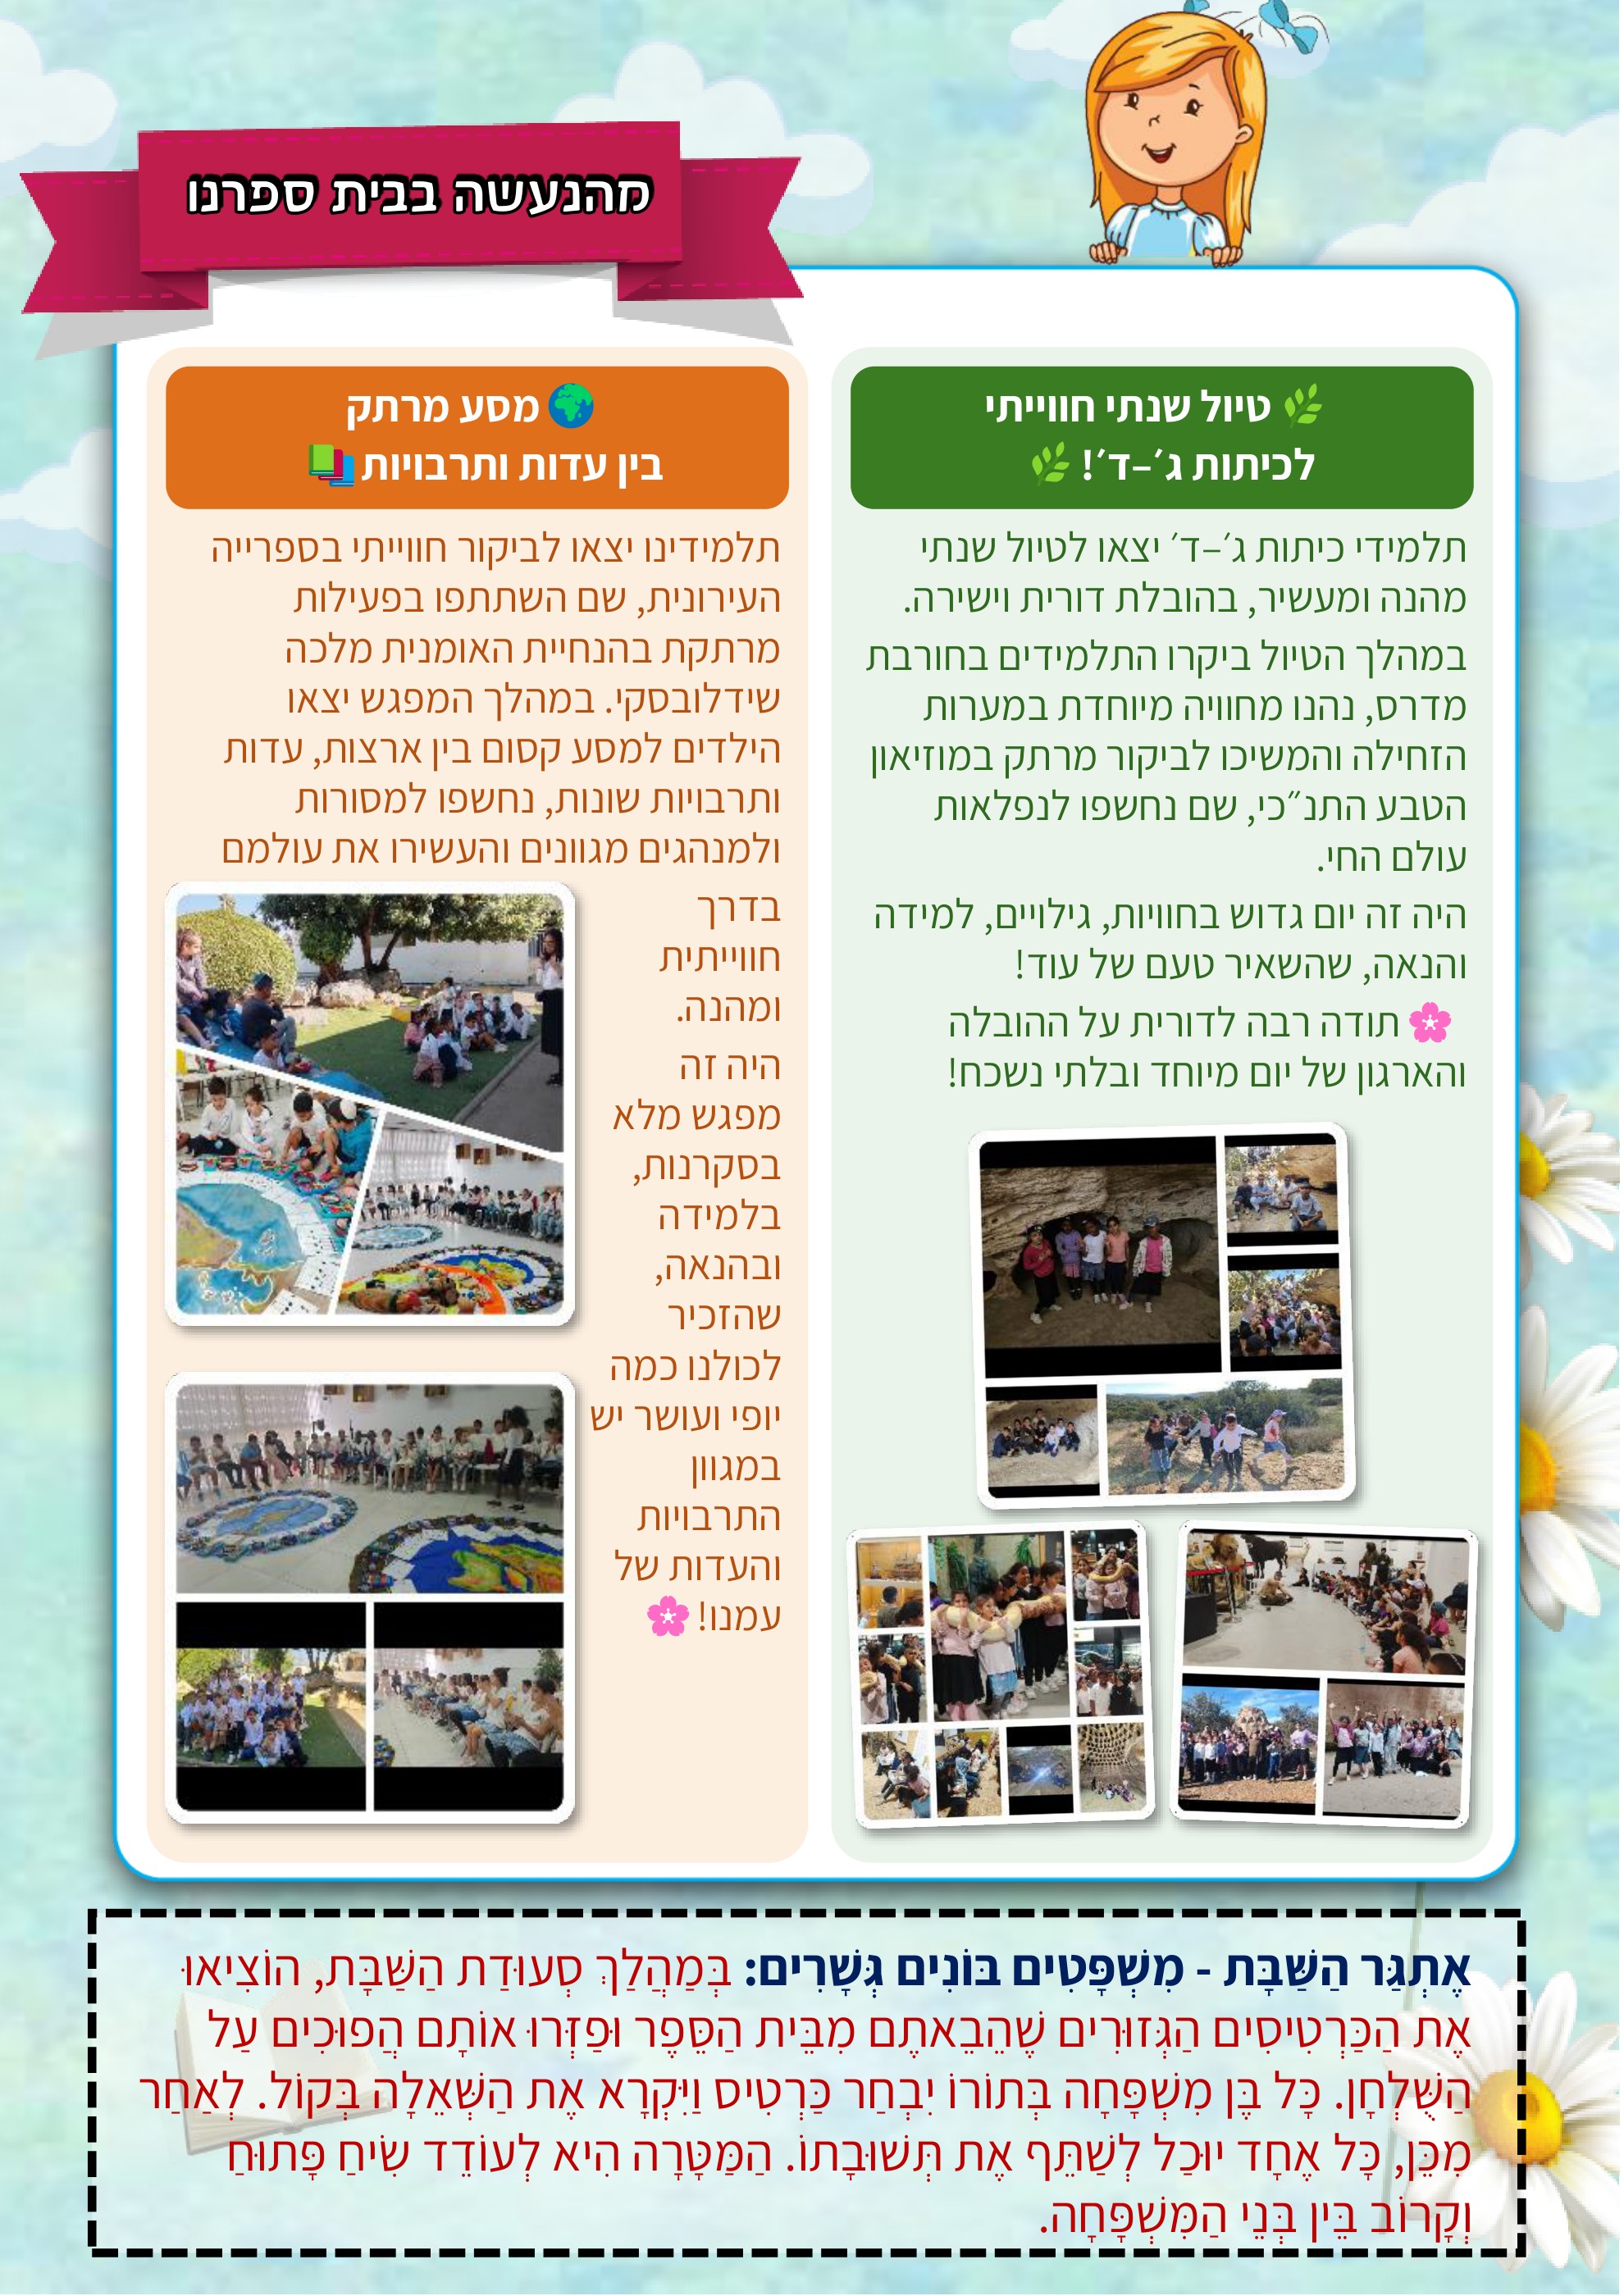 מהנעשה בבית ספרנו
🌿 טיול שנתי חווייתי
לכיתות ג׳–ד׳! 🌿
תלמידי כיתות ג׳–ד׳ יצאו לטיול שנתי
מהנה ומעשיר, בהובלת דורית וישירה.
במהלך הטיול ביקרו התלמידים בחורבת
מדרס, נהנו מחוויה מיוחדת במערות
הזחילה והמשיכו לביקור מרתק במוזיאון
הטבע התנ״כי, שם נחשפו לנפלאות
עולם החי.
היה זה יום גדוש בחוויות, גילויים, למידה
והנאה, שהשאיר טעם של עוד!
🌸 תודה רבה לדורית על ההובלה
והארגון של יום מיוחד ובלתי נשכח!
🌍 מסע מרתק
בין עדות ותרבויות 📚
תלמידינו יצאו לביקור חווייתי בספרייה
העירונית, שם השתתפו בפעילות
מרתקת בהנחיית האומנית מלכה
שידלובסקי. במהלך המפגש יצאו
הילדים למסע קסום בין ארצות, עדות
ותרבויות שונות, נחשפו למסורות
ולמנהגים מגוונים והעשירו את עולמם
בדרך
חווייתית
ומהנה.
היה זה
מפגש מלא
בסקרנות,
בלמידה
ובהנאה,
שהזכיר
לכולנו כמה
יופי ועושר יש
במגוון
התרבויות
והעדות של
עמנו! 🌸
אֶתְגַּר הַשַּׁבָּת - מִשְׁפָּטִים בּוֹנִים גְּשָׁרִים: בְּמַהֲלַךְ סְעוּדַת הַשַּׁבָּת, הוֹצִיאוּ
אֶת הַכַּרְטִיסִים הַגְּזוּרִים שֶׁהֵבֵאתֶם מִבֵּית הַסֵּפֶר וּפַזְּרוּ אוֹתָם הֲפוּכִים עַל
הַשֻּׁלְחָן. כָּל בֶּן מִשְׁפָּחָה בְּתוֹרוֹ יִבְחַר כַּרְטִיס וַיִּקְרָא אֶת הַשְּׁאֵלָה בְּקוֹל. לְאַחַר
מִכֵּן, כָּל אֶחָד יוּכַל לְשַׁתֵּף אֶת תְּשׁוּבָתוֹ. הַמַּטָּרָה הִיא לְעוֹדֵד שִׂיחַ פָּתוּחַ
וְקָרוֹב בֵּין בְּנֵי הַמִּשְׁפָּחָה.